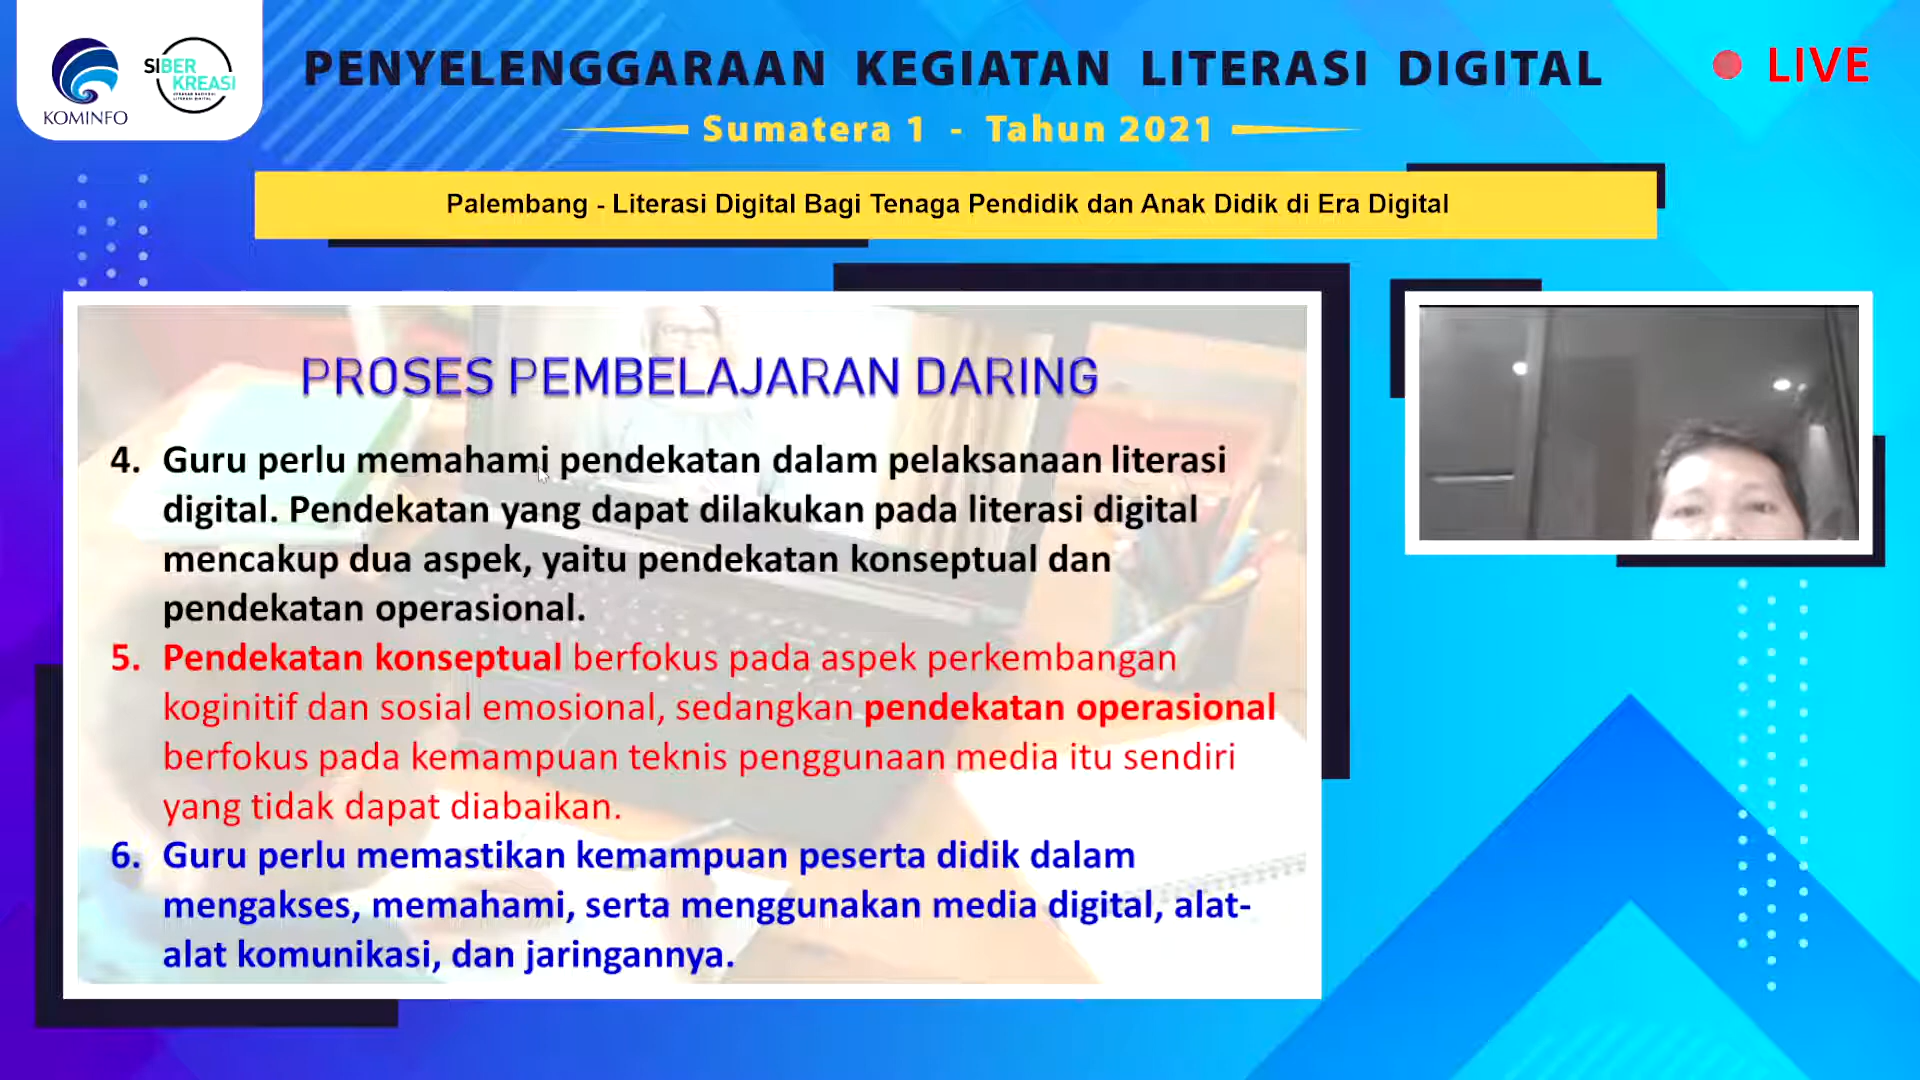 KOMINFO
SIBER
KREASI
PENYELENGGARAAN KEGIATAN LITERASI DIGITAL
LIVE
Sumatera 1 - Tahun 2021
Palembang - Literasi Digital Bagi Tenaga Pendidik dan Anak Didik di Era Digital
PROSES PEMBELAJARAN DARING
4. Guru perlu memahami pendekatan dalam pelaksanaan literasi
digital. Pendekatan yang dapat dilakukan pada literasi digital
mencakup dua aspek, yaitu pendekatan konseptual dan
pendekatan operasional.
5. Pendekatan konseptual berfokus pada aspek perkembangan
koginitif dan sosial emosional, sedangkan pendekatan operasional
berfokus pada kemampuan teknis penggunaan media itu sendiri
yang tidak dapat diabaikan.
6. Guru perlu memastikan kemampuan peserta didik dalam
mengakses, memahami, serta menggunakan media digital, alat-
alat komunikasi, dan jaringannya.